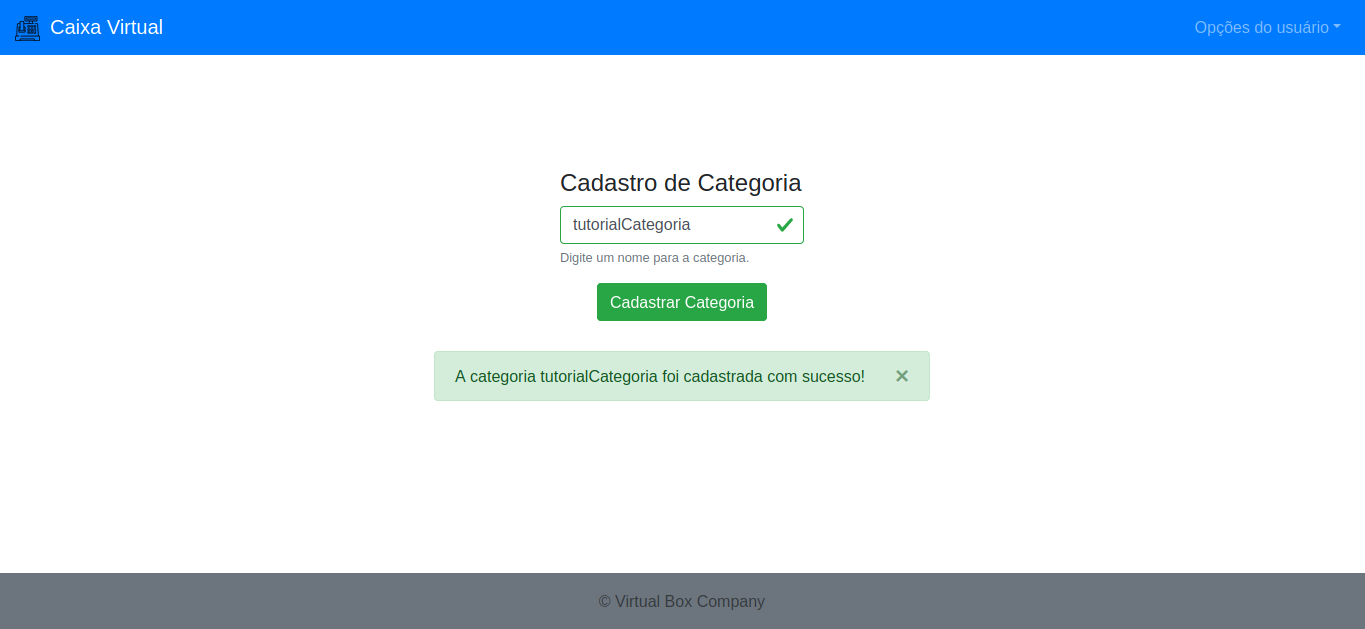 Caixa Virtual
Opções do usuário
Cadastro de Categoria
tutorialCategoria
Digite um nome para a categoria.
Cadastrar Categoria
A categoria tutorialCategoria foi cadastrada com sucesso! ×
© Virtual Box Company